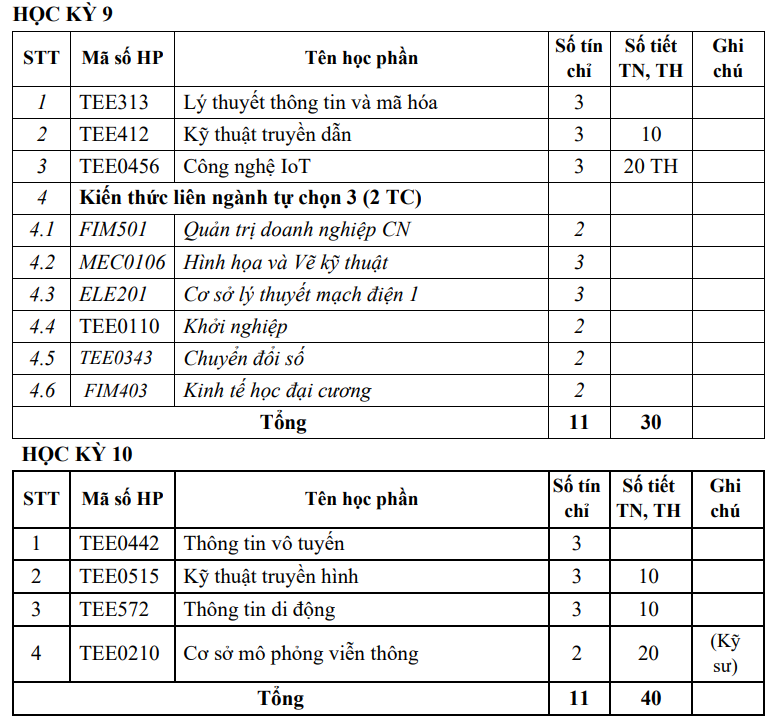 HỌC KỲ 9
STT Mã số HP Tên học phần Số tín chỉ Số tiết TN, TH Ghi chú
1 TEE313 Lý thuyết thông tin và mã hóa 3
2 TEE412 Kỹ thuật truyền dẫn 3 10
3 TEE0456 Công nghệ IoT 3 20 TH
4 Kiến thức liên ngành tự chọn 3 (2 TC)
4.1 FIM501 Quản trị doanh nghiệp CN 2
4.2 MEC0106 Hình họa và Vẽ kỹ thuật 3
4.3 ELE201 Cơ sở lý thuyết mạch điện 1 3
4.4 TEE0110 Khởi nghiệp 2
4.5 TEE0343 Chuyển đổi số 2
4.6 FIM403 Kinh tế học đại cương 2
Tổng 11 30
HỌC KỲ 10
STT Mã số HP Tên học phần Số tín chỉ Số tiết TN, TH Ghi chú
1 TEE0442 Thông tin vô tuyến 3
2 TEE0515 Kỹ thuật truyền hình 3 10
3 TEE572 Thông tin di động 3 10
4 TEE0210 Cơ sở mô phỏng viễn thông 2 20 (Kỹ sư)
Tổng 11 40